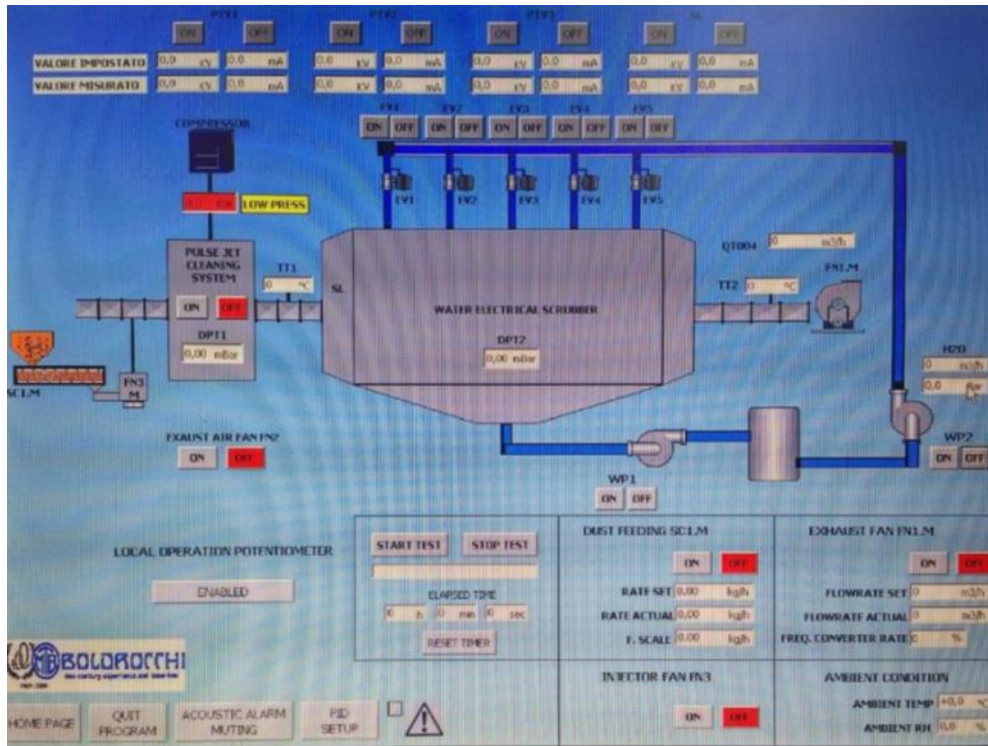 PTV1 PTV2 PTV3 SL
ON OFF ON OFF ON OFF ON OFF
VALORE IMPOSTATO 0,0 KV 0,0 mA 0,0 KV 0,0 mA 0,0 KV 0,0 mA 0,0 KV 0,0 mA
VALORE MISURATO 0,0 KV 0,0 mA 0,0 KV 0,0 mA 0,0 KV 0,0 mA 0,0 KV 0,0 mA
EV1 EV2 EV3 EV4 EV5
ON OFF ON OFF ON OFF ON OFF ON OFF
COMPRESSOR
EV1 EV2 EV3 EV4 EV5
Bar LOW PRESS.
PULSE JET
CLEANING
SYSTEM
ON OFF
DPT1
0,00 mBar
TT1
0 °C
SL
WATER ELECTRICAL SCRUBBER
DPT2
0,00 mBar
QT004 0 m3/h
FN1.M
TT2 0 °C
SC1.M
FN3
M
H2O
0 m3/h
0,0 Bar
EXAUST AIR FAN FN2
ON OFF
WP1
ON OFF
WP2
ON OFF
LOCAL OPERATION POTENTIOMETER
ENABLED
START TEST STOP TEST
ELAPSED TIME
0 h 0 min 0 sec
RESET TIMER
DUST FEEDING SC1.M
ON OFF
RATE SET 0,00 kg/h
RATE ACTUAL 0,00 kg/h
F. SCALE 0,00 kg/h
EXHAUST FAN FN1.M
ON OFF
FLOWRATE SET 0 m3/h
FLOWRATE ACTUAL 0 m3/h
FREQ. CONVERTER RATE 0 %
INJECTOR FAN FN3
ON OFF
AMBIENT CONDITION
AMBIENT TEMP +0,0 °C
AMBIENT RH 0,0 %
BOLDROCCHI
HOME PAGE
QUIT
PROGRAM
ACOUSTIC ALARM
MUTING
PID
SETUP